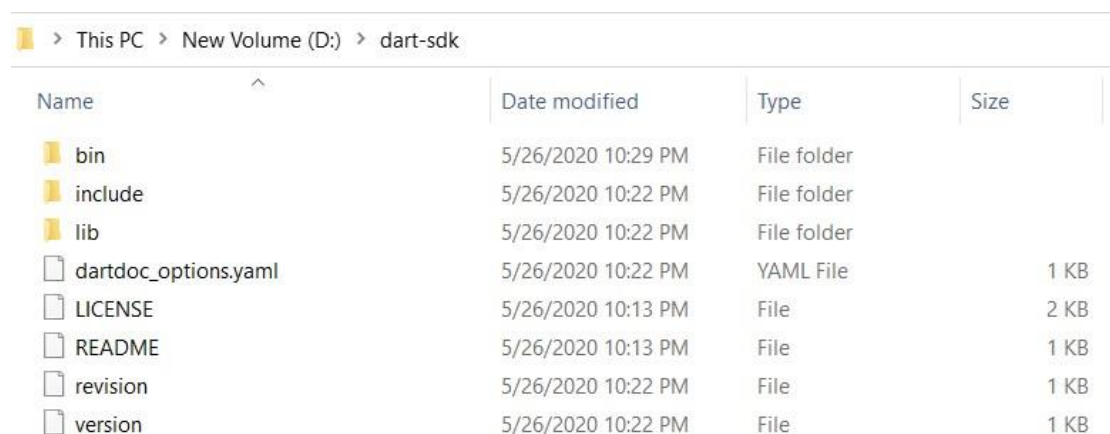 > This PC > New Volume (D:) > dart-sdk
Name Date modified Type Size
bin 5/26/2020 10:29 PM File folder
include 5/26/2020 10:22 PM File folder
lib 5/26/2020 10:22 PM File folder
dartdoc_options.yaml 5/26/2020 10:22 PM YAML File 1 KB
LICENSE 5/26/2020 10:13 PM File 2 KB
README 5/26/2020 10:13 PM File 1 KB
revision 5/26/2020 10:22 PM File 1 KB
version 5/26/2020 10:22 PM File 1 KB